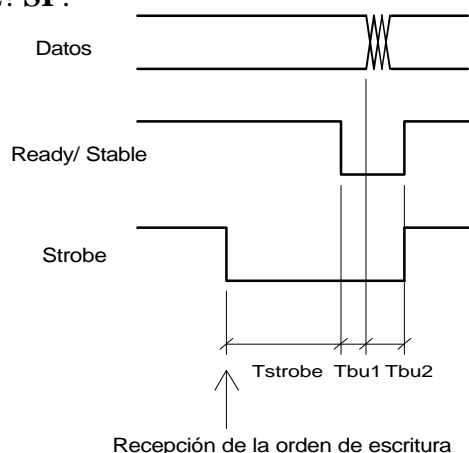 Datos
Ready/ Stable
Strobe
Tstrobe Tbu1 Tbu2
Recepción de la orden de escritura